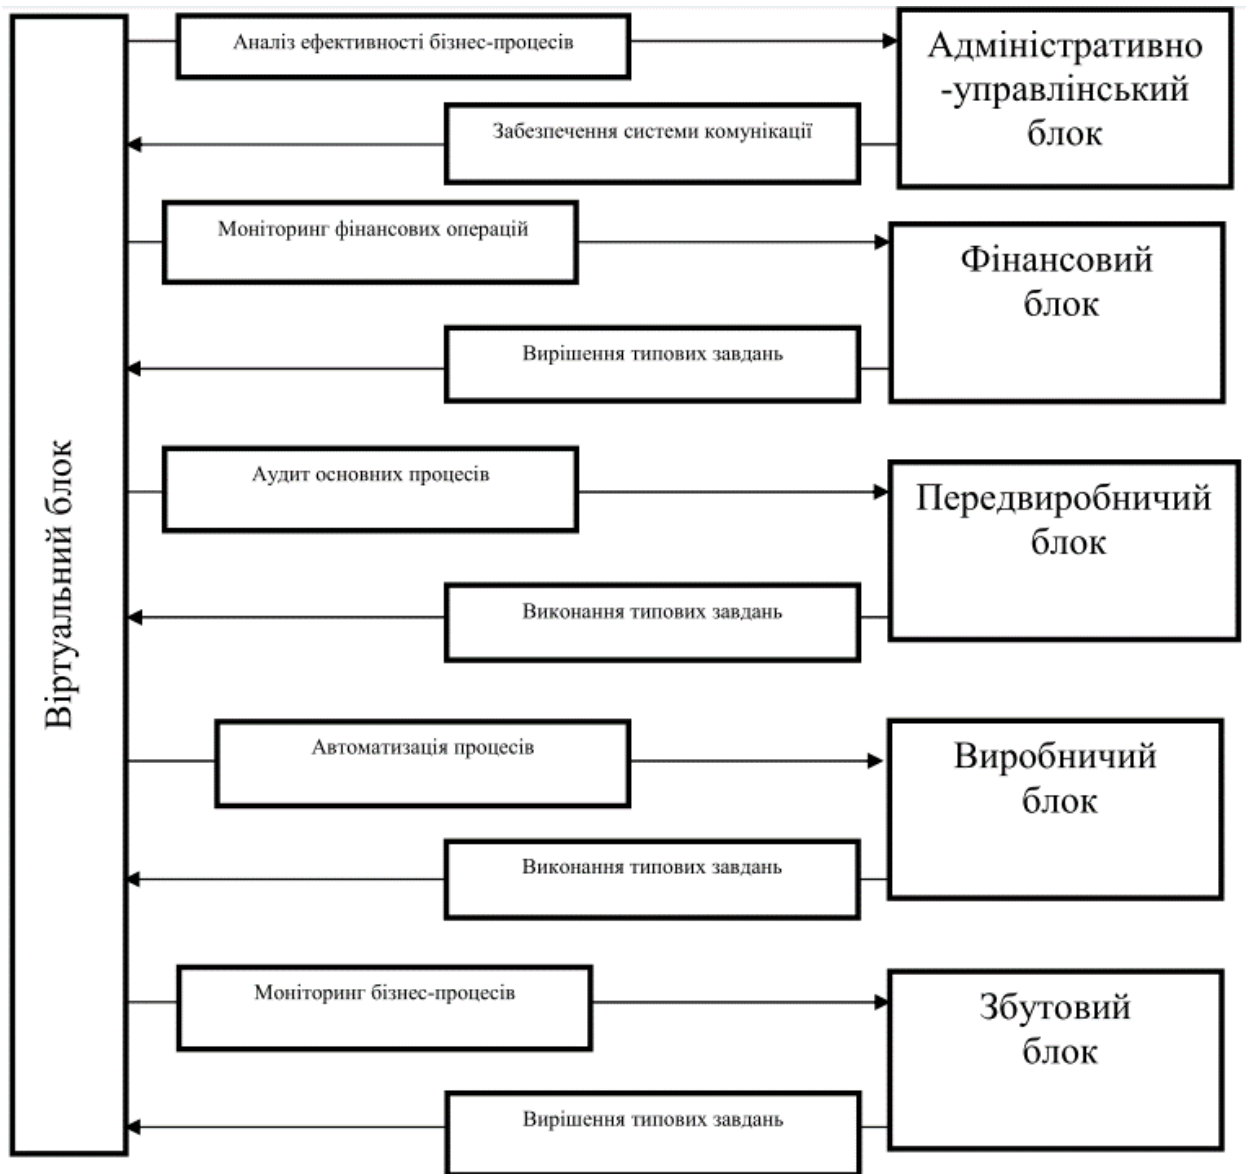 Віртуальний блок
Аналіз ефективності бізнес-процесів
Адміністративно
-управлінський
блок
Забезпечення системи комунікації
Моніторинг фінансових операцій
Фінансовий
блок
Вирішення типових завдань
Аудит основних процесів
Передвиробничий
блок
Виконання типових завдань
Автоматизація процесів
Виробничий
блок
Виконання типових завдань
Моніторинг бізнес-процесів
Збутовий
блок
Вирішення типових завдань